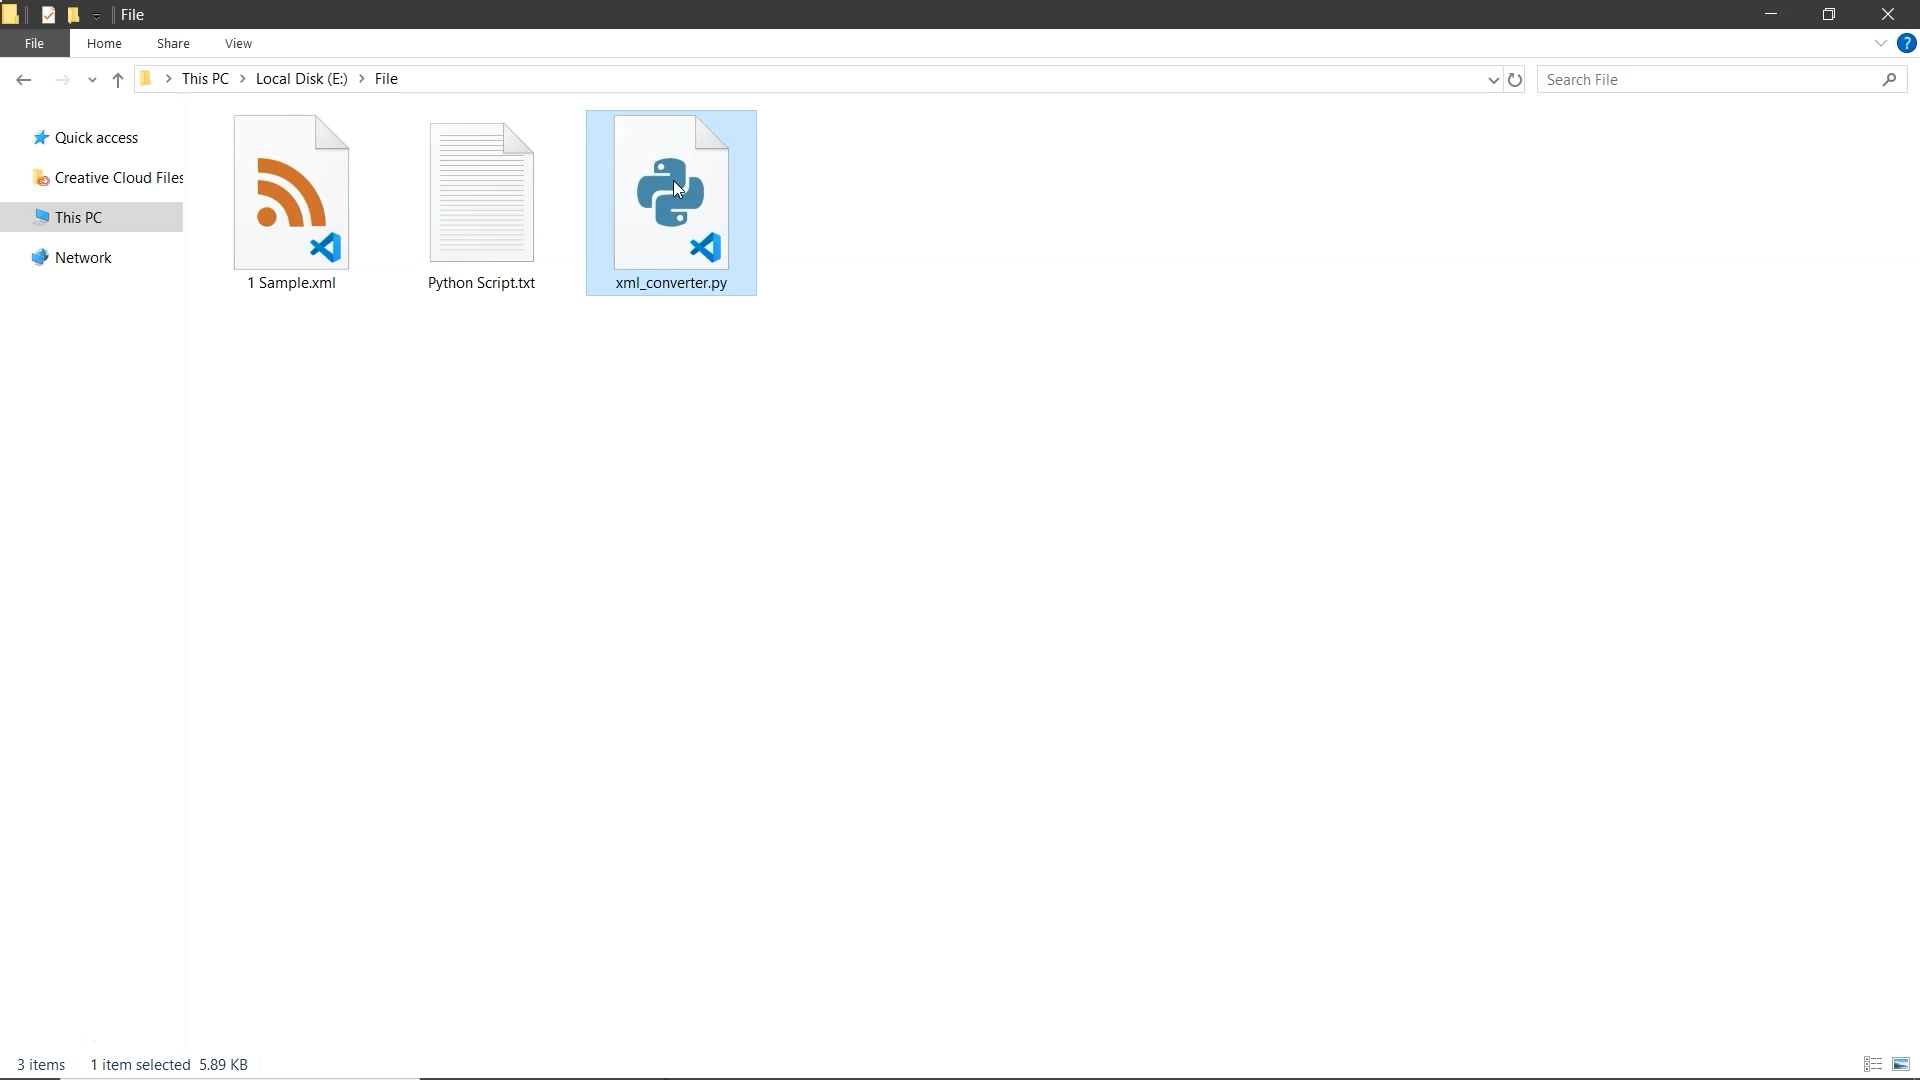 File
File Home Share View
?
This PC Local Disk (E:) File
Search File
Quick access
Creative Cloud Files
This PC
Network
1 Sample.xml
Python Script.txt
xml_converter.py
3 items 1 item selected 5.89 KB